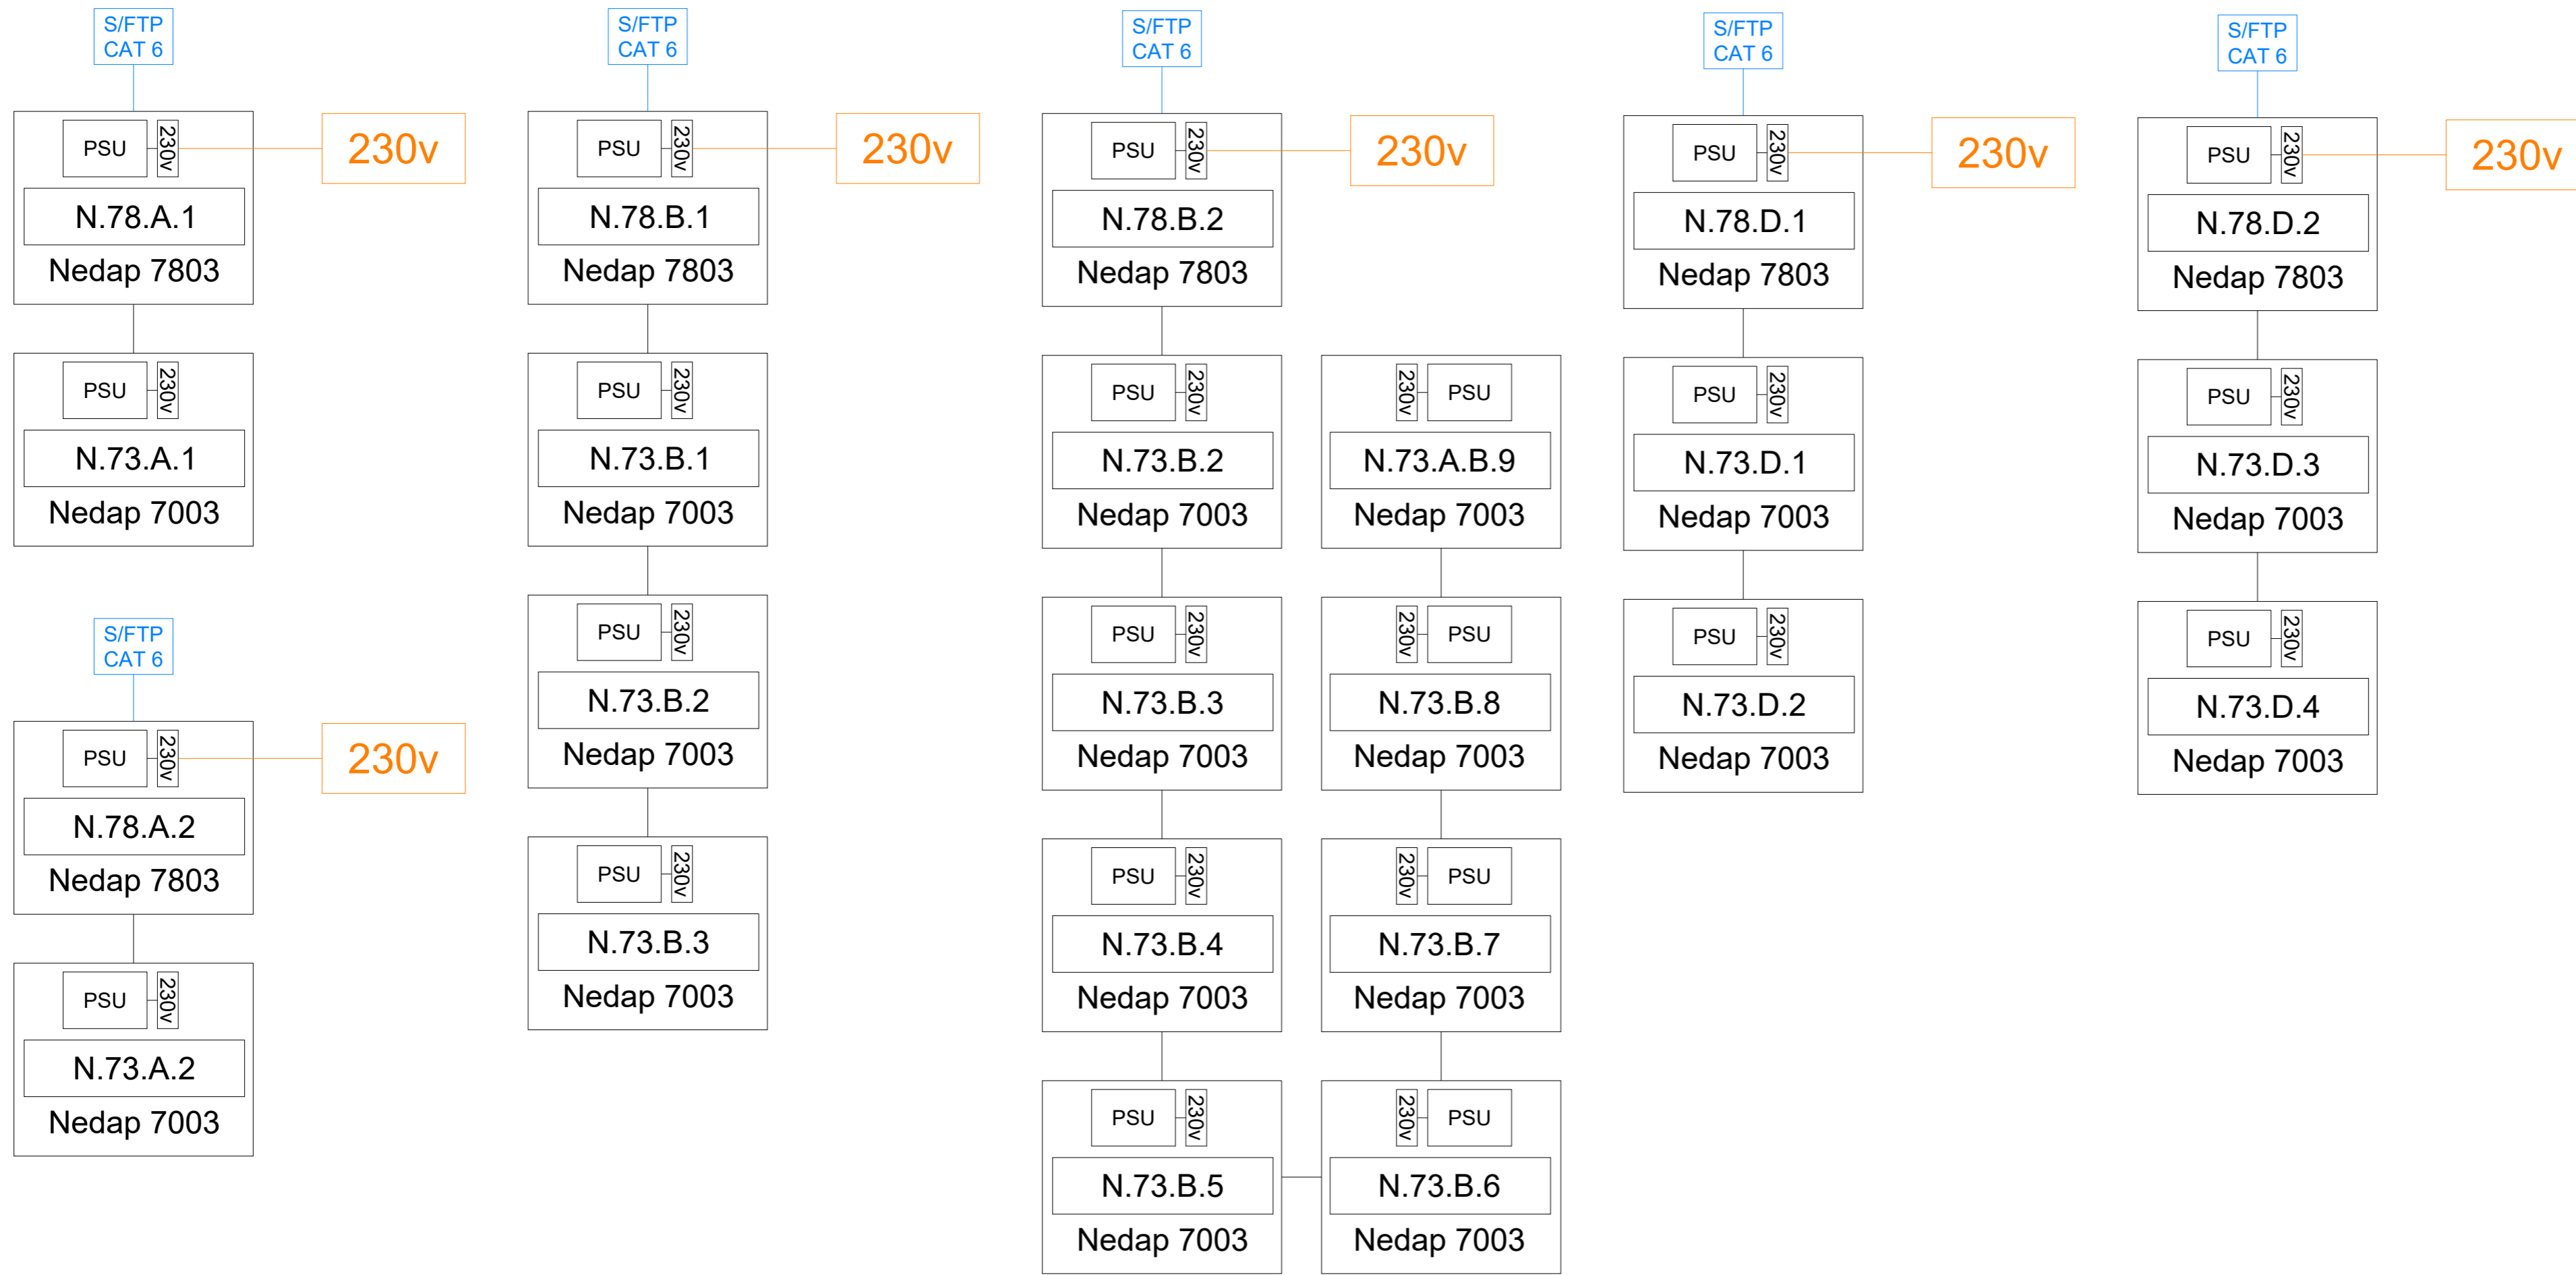 S/FTP
CAT 6
PSU
230v
230v
N.78.A.1
Nedap 7803
PSU
230v
N.73.A.1
Nedap 7003
S/FTP
CAT 6
PSU
230v
230v
N.78.A.2
Nedap 7803
PSU
230v
N.73.A.2
Nedap 7003
S/FTP
CAT 6
PSU
230v
230v
N.78.B.1
Nedap 7803
PSU
230v
N.73.B.1
Nedap 7003
PSU
230v
N.73.B.2
Nedap 7003
PSU
230v
N.73.B.3
Nedap 7003
S/FTP
CAT 6
PSU
230v
230v
N.78.B.2
Nedap 7803
PSU
230v
N.73.B.2
Nedap 7003
PSU
230v
N.73.B.3
Nedap 7003
PSU
230v
N.73.B.4
Nedap 7003
PSU
230v
N.73.B.5
Nedap 7003
230v
PSU
N.73.A.B.9
Nedap 7003
230v
PSU
N.73.B.8
Nedap 7003
230v
PSU
N.73.B.7
Nedap 7003
230v
PSU
N.73.B.6
Nedap 7003
S/FTP
CAT 6
PSU
230v
230v
N.78.D.1
Nedap 7803
PSU
230v
N.73.D.1
Nedap 7003
PSU
230v
N.73.D.2
Nedap 7003
S/FTP
CAT 6
PSU
230v
230v
N.78.D.2
Nedap 7803
PSU
230v
N.73.D.3
Nedap 7003
PSU
230v
N.73.D.4
Nedap 7003